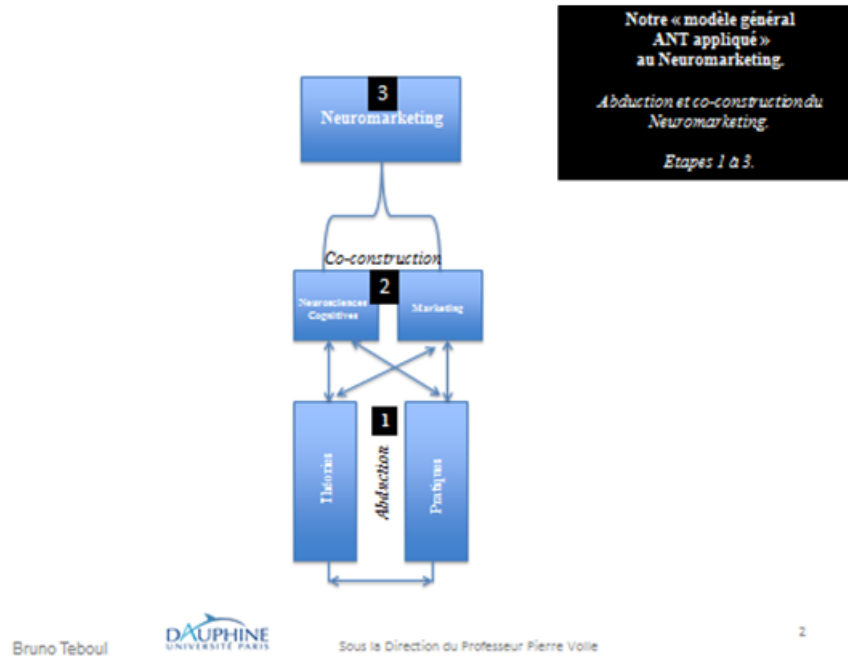 Notre « modèle général
ANT appliqué »
au Neuromarketing.
Abduction et co-construction du
Neuromarketing.
Etapes 1 à 3.
3
Neuromarketing
Co-construction
Neurosciences
Cognitives
2
Marketing
1
Théories
Abduction
Pratiques
Bruno Teboul
DAUPHINE
UNIVERSITÉ PARIS
Sous la Direction du Professeur Pierre Volle
2